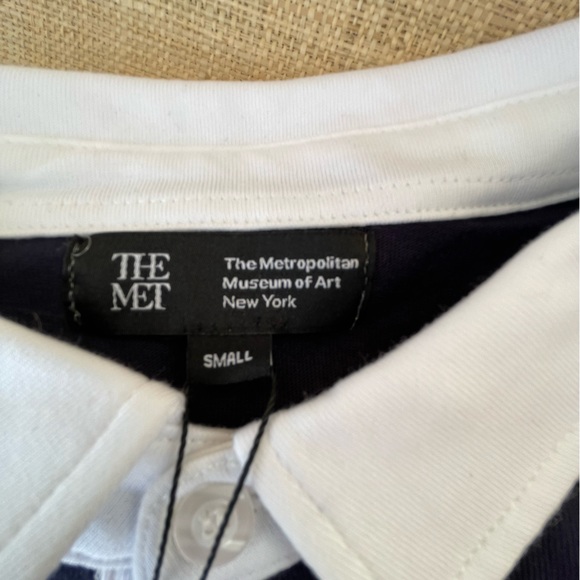 THE
MET
The Metropolitan
Museum of Art
New York
SMALL